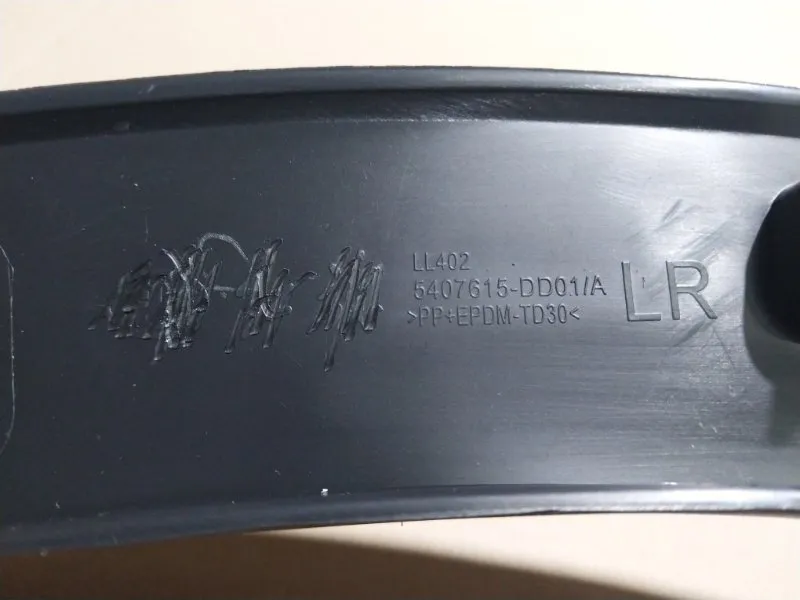 LL402
5407615-DD01/A
>PP+EPDM-TD30<
LR